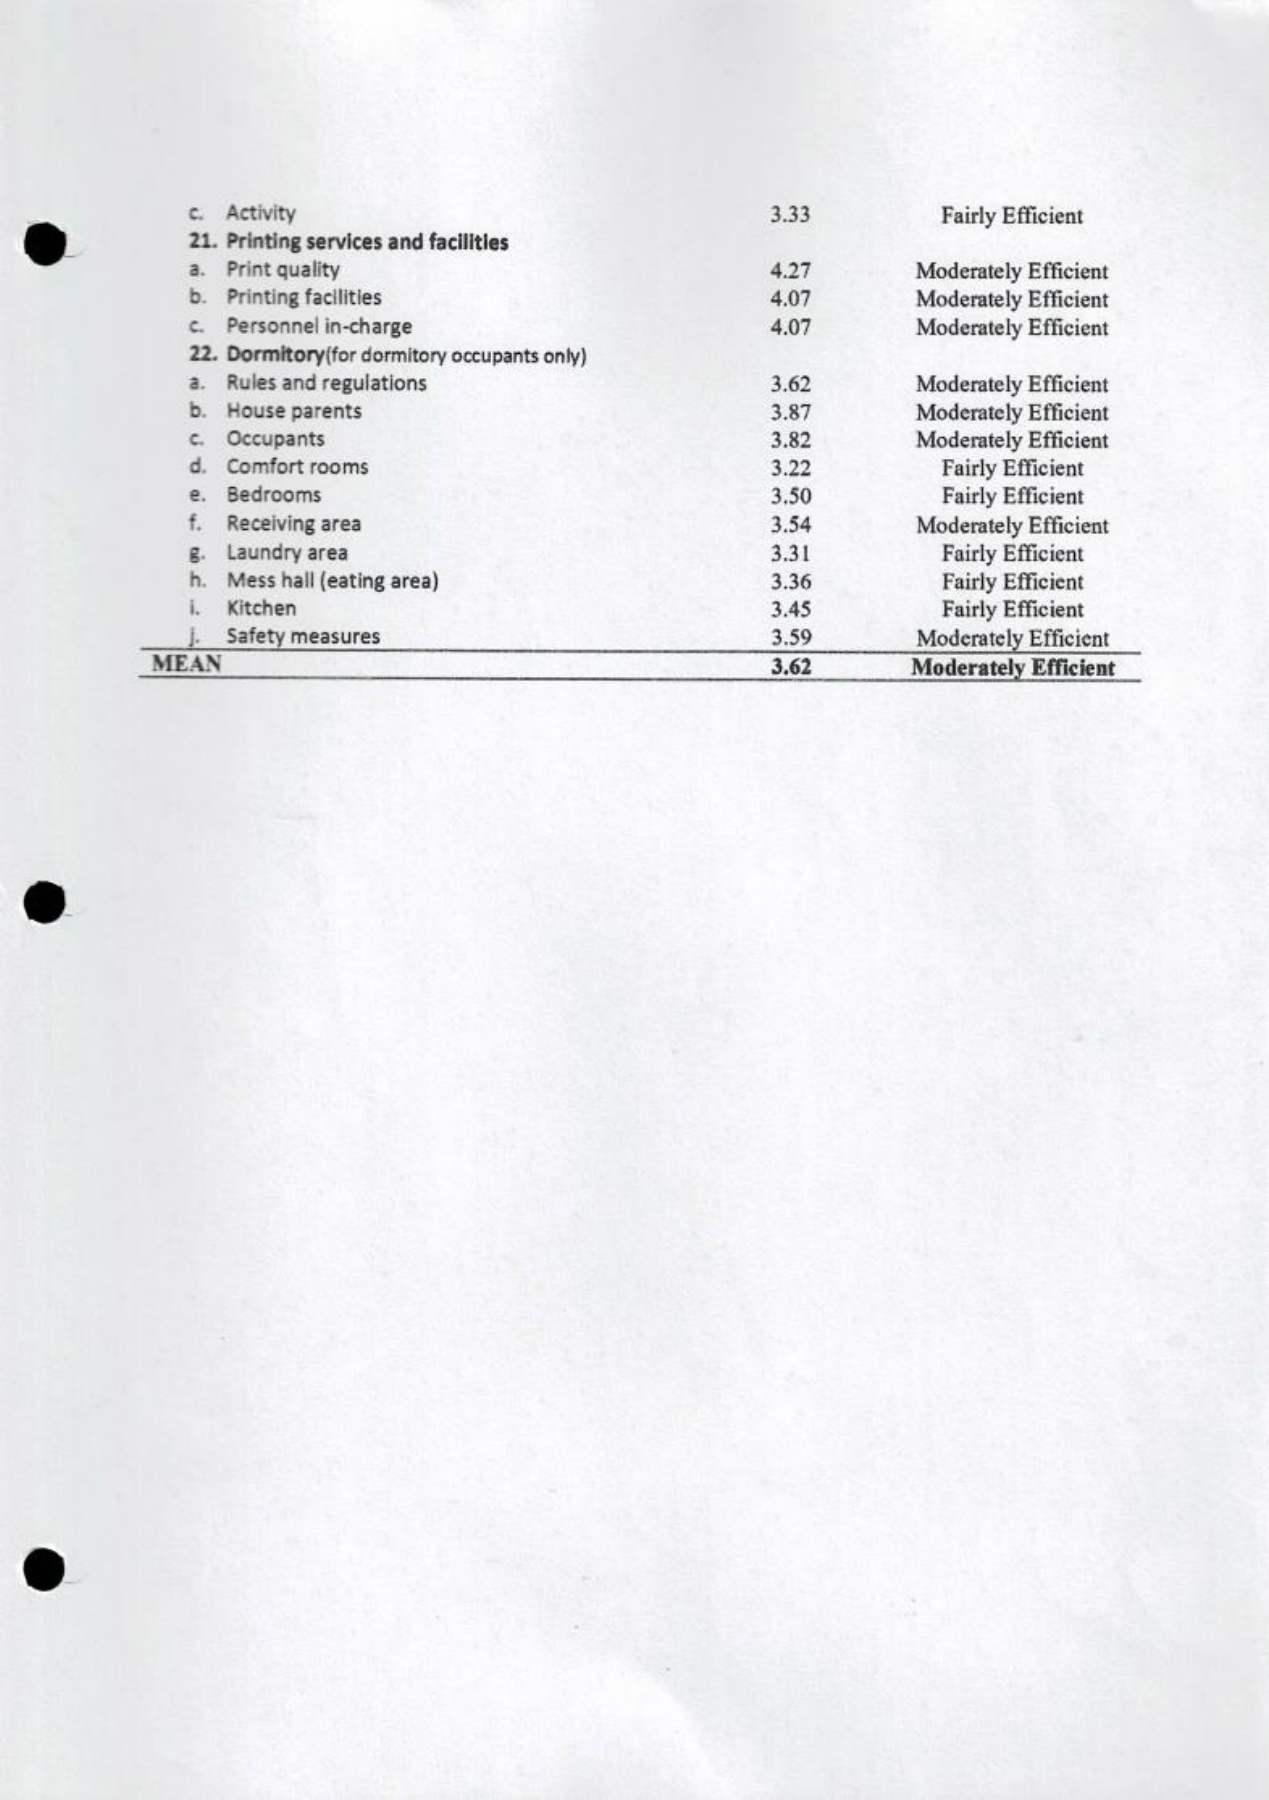 c. Activity 3.33 Fairly Efficient
21. Printing services and facilities
a. Print quality 4.27 Moderately Efficient
b. Printing facilities 4.07 Moderately Efficient
c. Personnel in-charge 4.07 Moderately Efficient
22. Dormitory(for dormitory occupants only)
a. Rules and regulations 3.62 Moderately Efficient
b. House parents 3.87 Moderately Efficient
c. Occupants 3.82 Moderately Efficient
d. Comfort rooms 3.22 Fairly Efficient
e. Bedrooms 3.50 Fairly Efficient
f. Receiving area 3.54 Moderately Efficient
g. Laundry area 3.31 Fairly Efficient
h. Mess hall (eating area) 3.36 Fairly Efficient
i. Kitchen 3.45 Fairly Efficient
j. Safety measures 3.59 Moderately Efficient
MEAN 3.62 Moderately Efficient